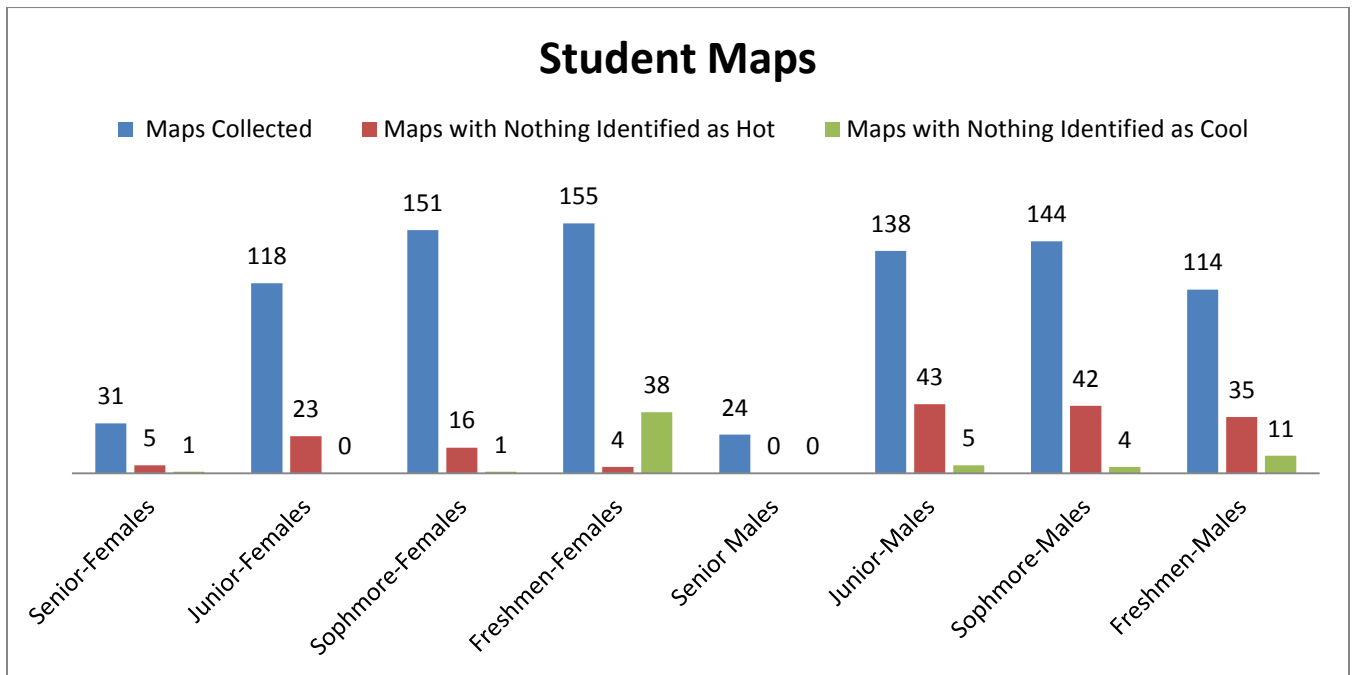 Student Maps
Maps Collected Maps with Nothing Identified as Hot Maps with Nothing Identified as Cool
31 5 1
118 23 0
151 16 1
155 4 38
24 0 0
138 43 5
144 42 4
114 35 11
Senior-Females
Junior-Females
Sophmore-Females
Freshmen-Females
Senior Males
Junior-Males
Sophmore-Males
Freshmen-Males